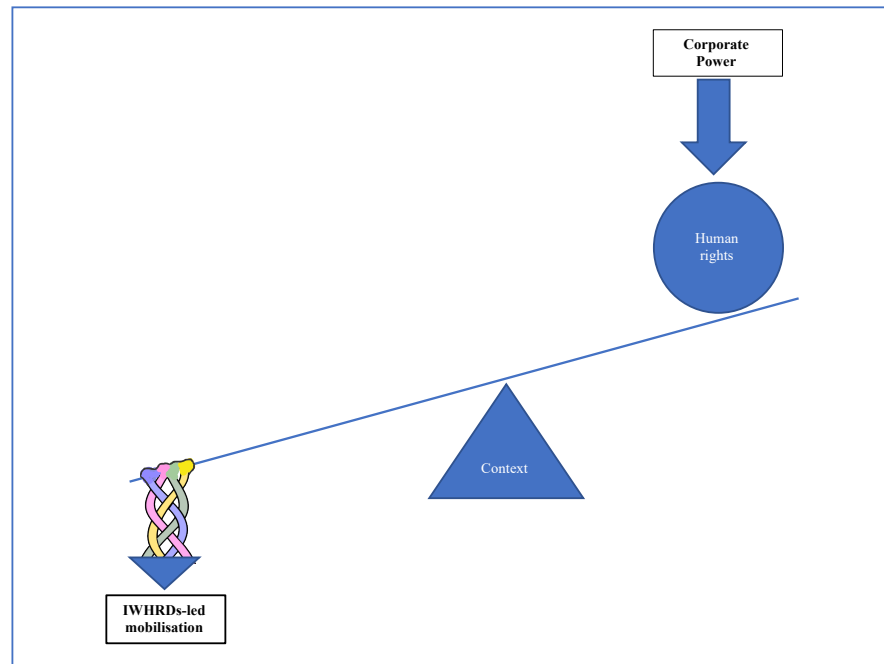 Corporate
Power
Human
rights
Context
IWHRDs-led
mobilisation